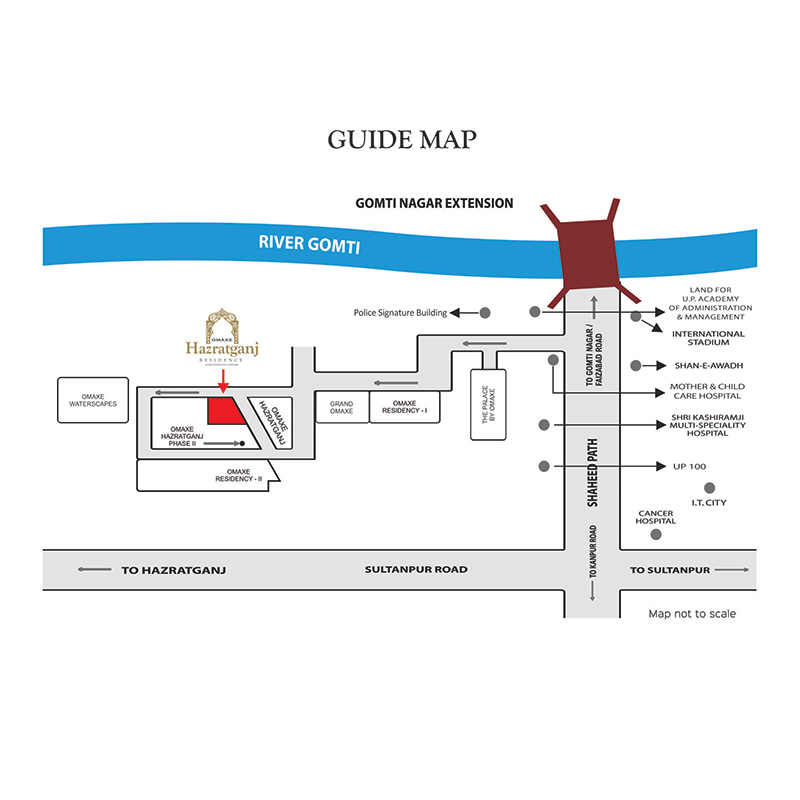 GUIDE MAP
GOMTI NAGAR EXTENSION
RIVER GOMTI
LAND FOR
U.P. ACADEMY
OF ADMINISTRATION
& MANAGEMENT
Police Signature Building
INTERNATIONAL
STADIUM
OMAXE
Hazratganj
RESIDENCY
TO GOMTI NAGAR /
FAIZABAD ROAD
SHAN-E-AWADH
MOTHER & CHILD
CARE HOSPITAL
OMAXE
WATERSCAPES
OMAXE
HAZRATGANJ
PHASE II
OMAXE
HAZRATGANJ
GRAND
OMAXE
OMAXE
RESIDENCY - I
THE PALACE
BY OMAXE
SHRI KASHIRAMJI
MULTI-SPECIALITY
HOSPITAL
OMAXE
RESIDENCY - II
SHAHEED PATH
UP 100
I.T. CITY
CANCER
HOSPITAL
TO KANPUR ROAD
TO HAZRATGANJ
SULTANPUR ROAD
TO SULTANPUR
Map not to scale